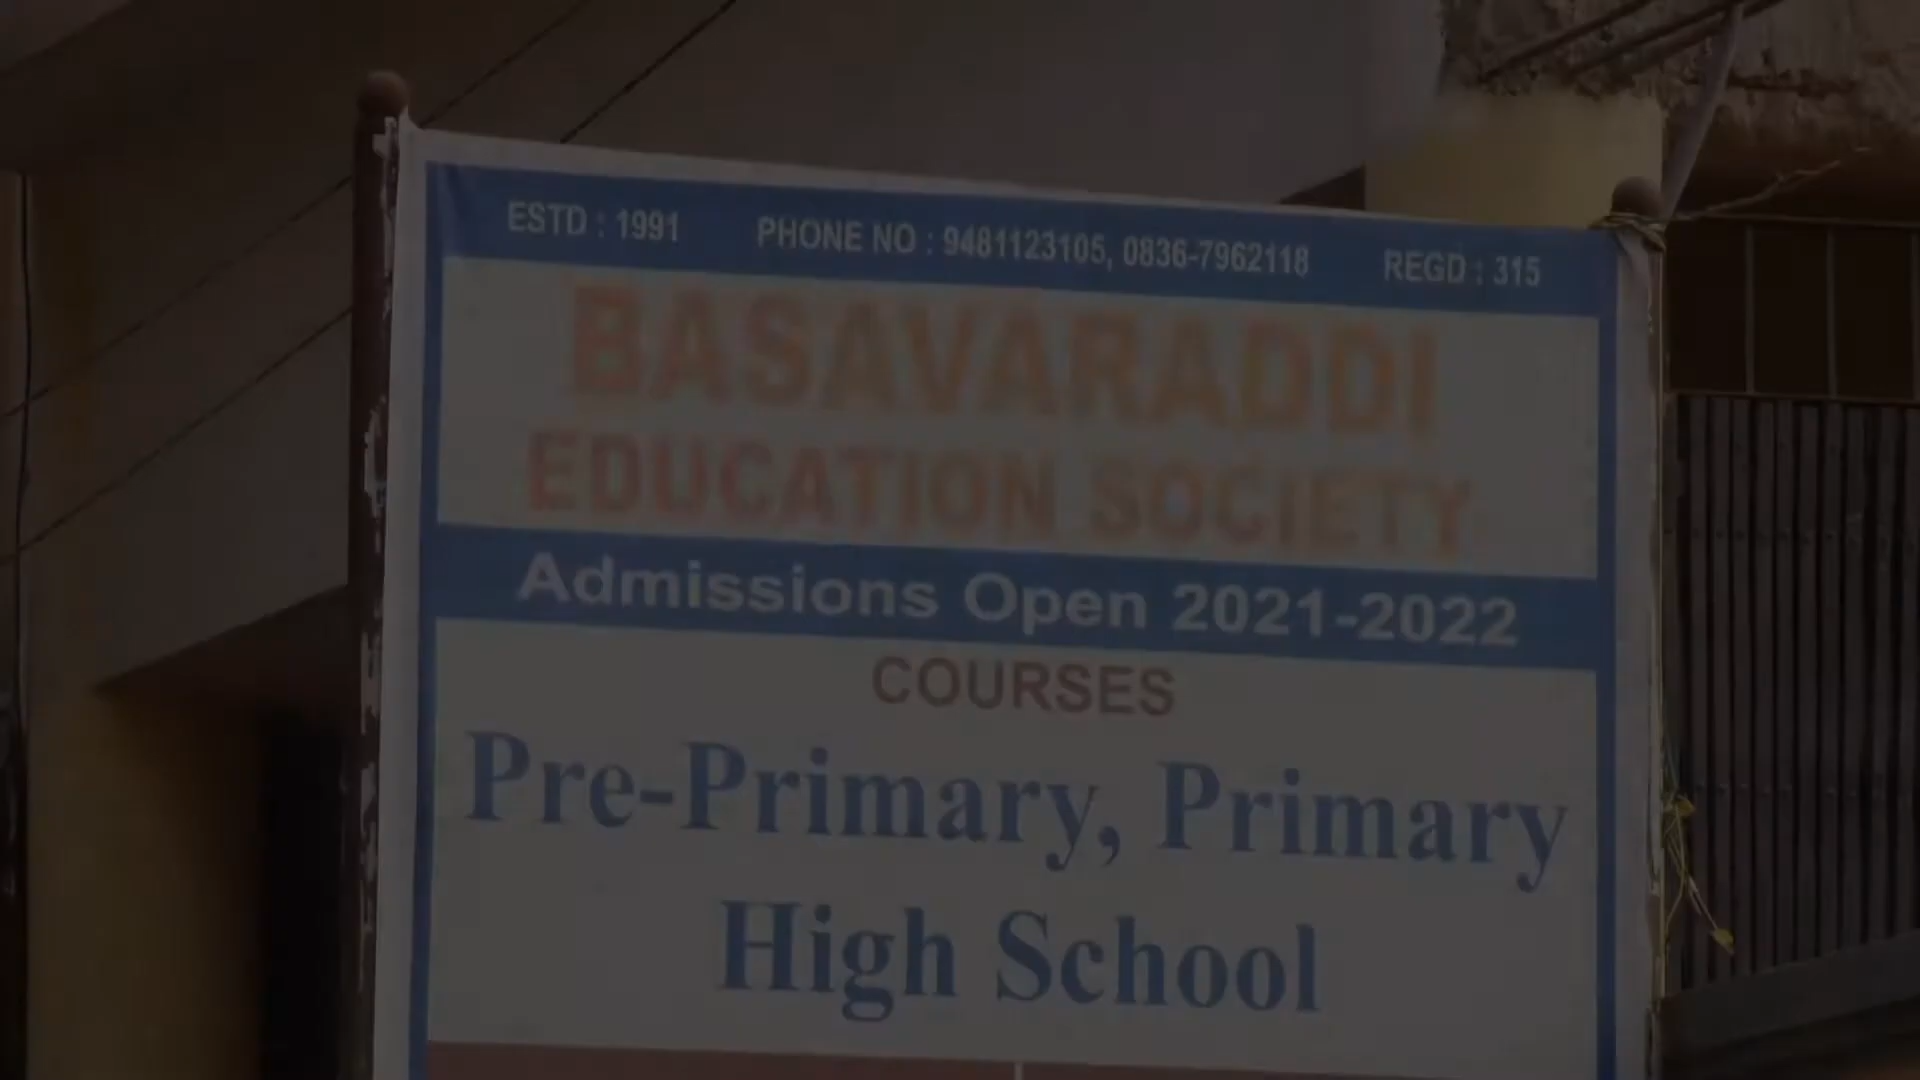 ESTD : 1991 PHONE NO : 9481123105, 0836-7962118 REGD : 315
BASAVARADDI
EDUCATION SOCIETY
Admissions Open 2021-2022
COURSES
Pre-Primary, Primary
High School